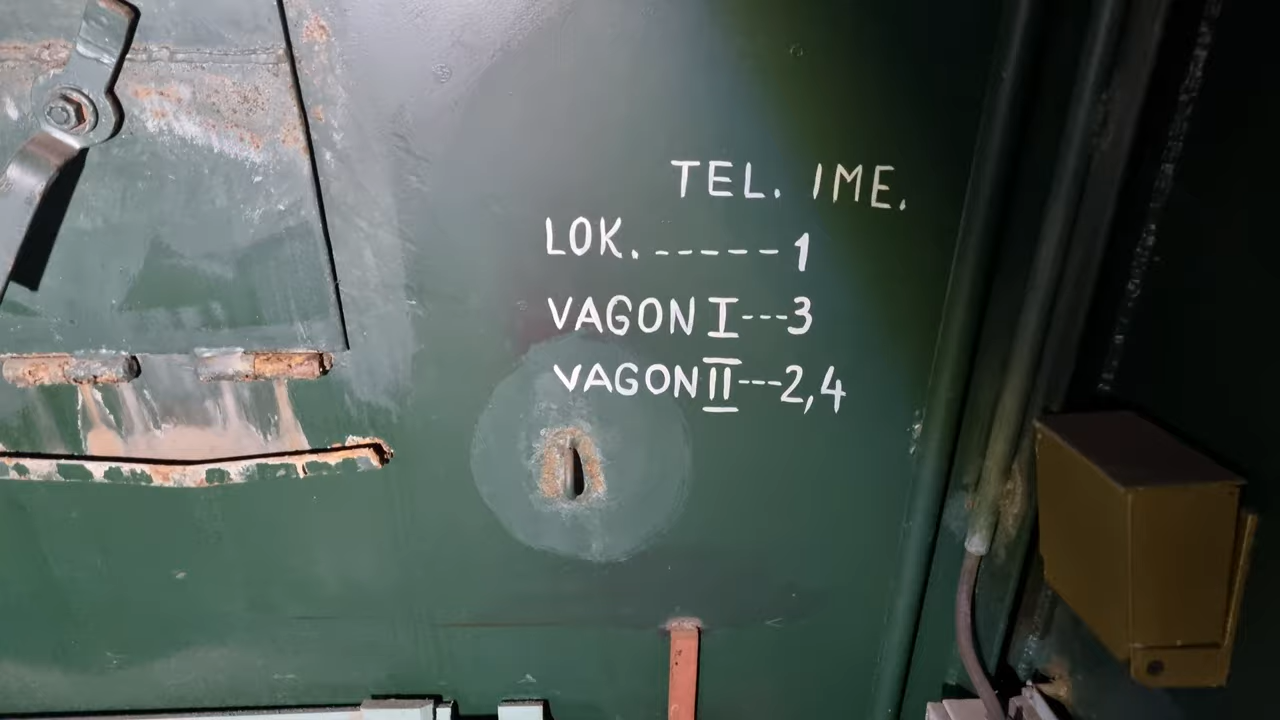 TEL. IME.
LOK.------1
VAGON I---3
VAGON II---2,4